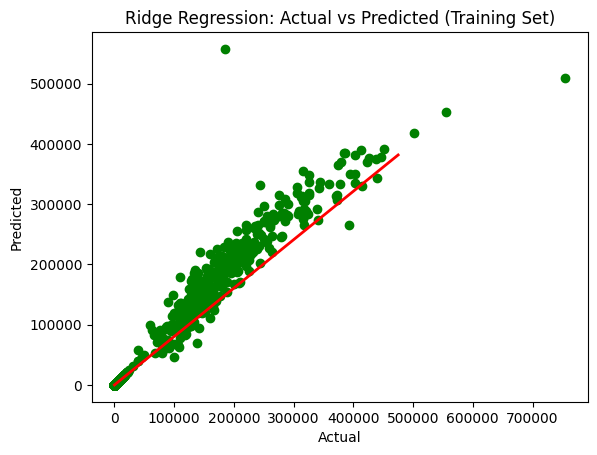 Ridge Regression: Actual vs Predicted (Training Set)
500000
400000
300000
200000
100000
0
Predicted
0 100000 200000 300000 400000 500000 600000 700000
Actual